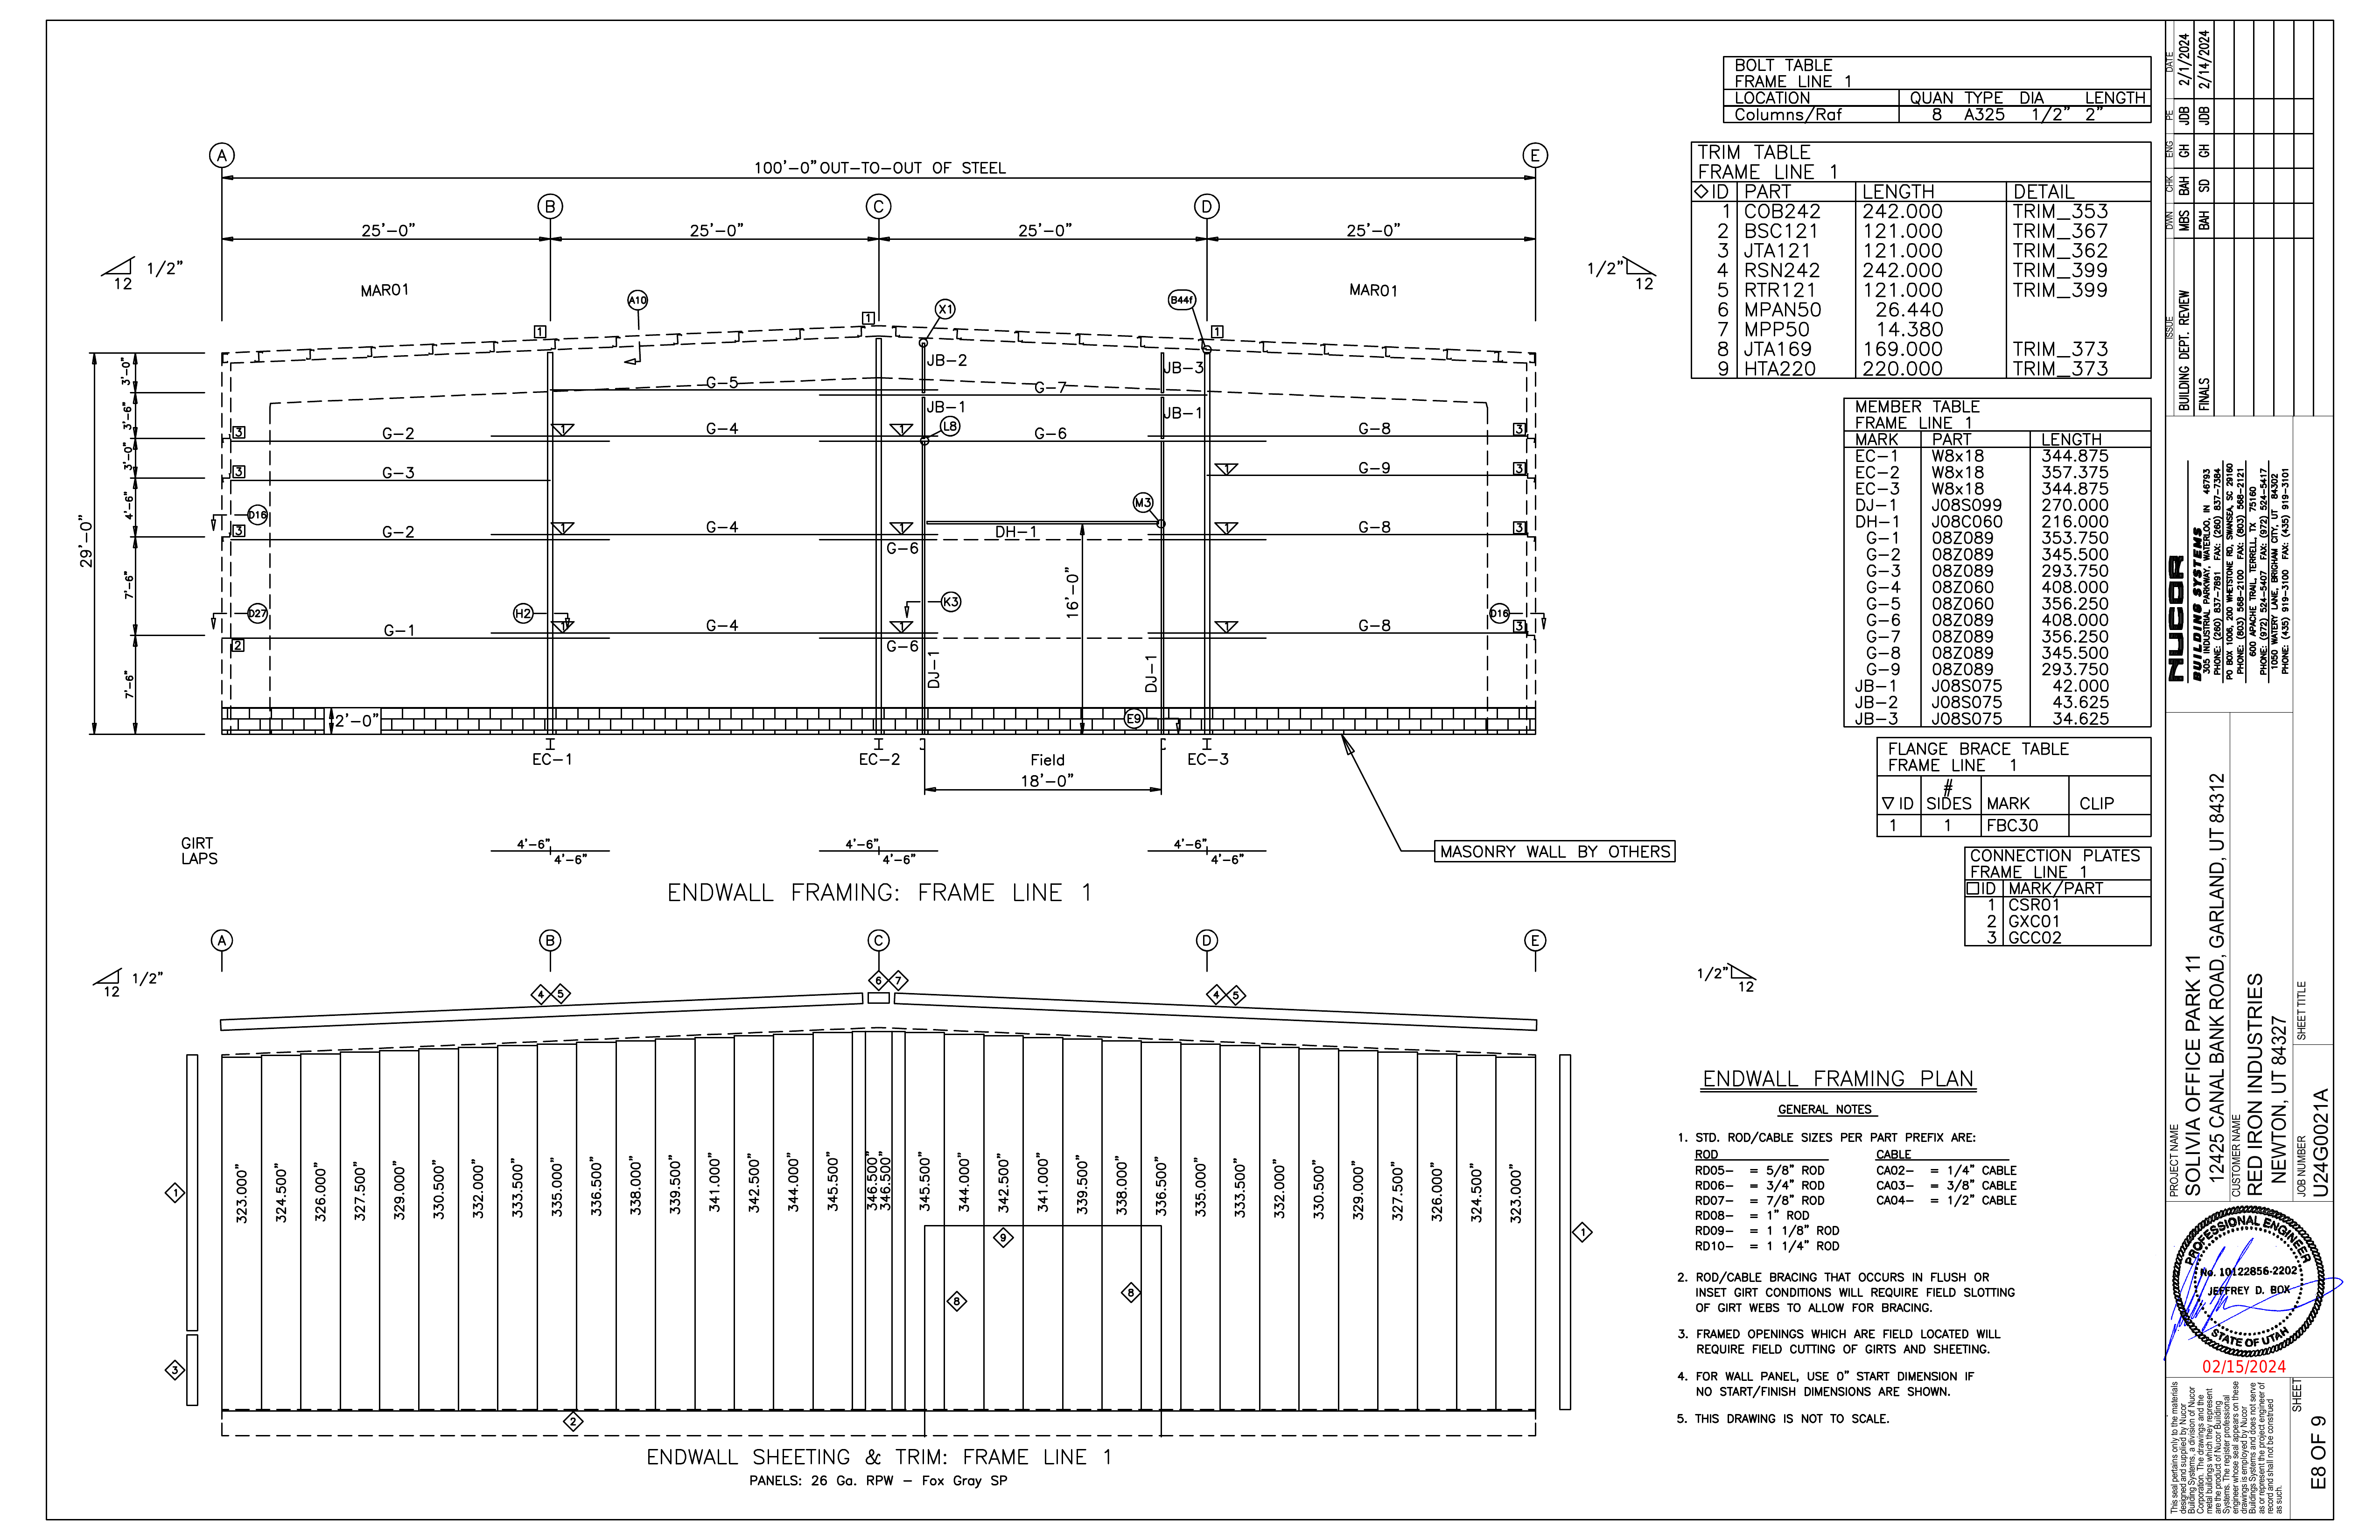 BOLT TABLE
FRAME LINE 1
LOCATION QUAN TYPE DIA LENGTH
Columns/Raf 8 A325 1/2" 2"
TRIM TABLE
FRAME LINE 1
◇ID PART LENGTH DETAIL
1 COB242 242.000 TRIM_353
2 BSC121 121.000 TRIM_367
3 JTA121 121.000 TRIM_362
4 RSN242 242.000 TRIM_399
5 RTR121 121.000 TRIM_399
6 MPAN50 26.440
7 MPP50 14.380
8 JTA169 169.000 TRIM_373
9 HTA220 220.000 TRIM_373
MEMBER TABLE
FRAME LINE 1
MARK PART LENGTH
EC-1 W8x18 344.875
EC-2 W8x18 357.375
EC-3 W8x18 344.875
DJ-1 J08S099 270.000
DH-1 J08C060 216.000
G-1 08Z089 353.750
G-2 08Z089 345.500
G-3 08Z089 293.750
G-4 08Z060 408.000
G-5 08Z060 356.250
G-6 08Z089 408.000
G-7 08Z089 356.250
G-8 08Z089 345.500
G-9 08Z089 293.750
JB-1 J08S075 42.000
JB-2 J08S075 43.625
JB-3 J08S075 34.625
FLANGE BRACE TABLE
FRAME LINE 1
▽ID # SIDES MARK CLIP
1 1 FBC30
CONNECTION PLATES
FRAME LINE 1
□ID MARK/PART
1 CSR01
2 GXC01
3 GCC02
A E
100'-0" OUT-TO-OUT OF STEEL
B C D
25'-0" 25'-0" 25'-0" 25'-0"
1/2" 12
1/2" 12
MAR01 MAR01
A10 X1 B44f
1 1 1
JB-2 JB-3
G-5 G-7
JB-1 JB-1
L8
3 G-2 1 G-4 1 G-6 G-8 3
3 G-3 1 G-9 3
M3
D16
3 G-2 1 G-4 1 DH-1 1 G-8 3
G-6
D27 H2 K3 D16
G-1 1 G-4 1 1 G-8 3
2 G-6
DJ-1 DJ-1
16'-0"
29'-0"
3'-0"
3'-6"
3'-0"
4'-6"
7'-6"
7'-6"
2'-0"
E9
EC-1 EC-2 Field EC-3
18'-0"
GIRT
LAPS
4'-6" 4'-6" 4'-6"
4'-6" 4'-6" 4'-6"
MASONRY WALL BY OTHERS
ENDWALL FRAMING: FRAME LINE 1
A B C D E
1/2" 12
1/2" 12
4 5 6 7 4 5
323.000" 324.500" 326.000" 327.500" 329.000" 330.500" 332.000" 333.500" 335.000" 336.500" 338.000" 339.500" 341.000" 342.500" 344.000" 345.500" 346.500" 346.500" 345.500" 344.000" 342.500" 341.000" 339.500" 338.000" 336.500" 335.000" 333.500" 332.000" 330.500" 329.000" 327.500" 326.000" 324.500" 323.000"
1 9 1
8 8
3
2
ENDWALL SHEETING & TRIM: FRAME LINE 1
PANELS: 26 Ga. RPW - Fox Gray SP
ENDWALL FRAMING PLAN
GENERAL NOTES
1. STD. ROD/CABLE SIZES PER PART PREFIX ARE:
ROD CABLE
RD05- = 5/8" ROD CA02- = 1/4" CABLE
RD06- = 3/4" ROD CA03- = 3/8" CABLE
RD07- = 7/8" ROD CA04- = 1/2" CABLE
RD08- = 1" ROD
RD09- = 1 1/8" ROD
RD10- = 1 1/4" ROD
2. ROD/CABLE BRACING THAT OCCURS IN FLUSH OR
INSET GIRT CONDITIONS WILL REQUIRE FIELD SLOTTING
OF GIRT WEBS TO ALLOW FOR BRACING.
3. FRAMED OPENINGS WHICH ARE FIELD LOCATED WILL
REQUIRE FIELD CUTTING OF GIRTS AND SHEETING.
4. FOR WALL PANEL, USE 0" START DIMENSION IF
NO START/FINISH DIMENSIONS ARE SHOWN.
5. THIS DRAWING IS NOT TO SCALE.
ISSUE DWN CHK ENG PE DATE
BUILDING DEPT. REVIEW MBS BAH GH JDB 2/1/2024
FINALS BAH SD GH JDB 2/14/2024
NUCOR
BUILDING SYSTEMS
305 INDUSTRIAL PARKWAY, WATERLOO, IN 46793
PHONE: (260) 837-7891 FAX: (260) 837-7384
PO BOX 1006, 200 WHETSTONE RD, SWANSEA, SC 29160
PHONE: (803) 568-2100 FAX: (803) 568-2121
600 APACHE TRAIL, TERRELL, TX 75160
PHONE: (972) 524-5407 FAX: (972) 524-5417
1050 WATERY LANE, BRIGHAM CITY, UT 84302
PHONE: (435) 919-3100 FAX: (435) 919-3101
PROJECT NAME
SOLIVIA OFFICE PARK 11
12425 CANAL BANK ROAD, GARLAND, UT 84312
CUSTOMER NAME
RED IRON INDUSTRIES
NEWTON, UT 84327
SHEET TITLE
JOB NUMBER
U24G0021A
PROFESSIONAL ENGINEER
No. 10122856-2202
JEFFREY D. BOX
STATE OF UTAH
02/15/2024
This seal pertains only to the materials
designed and supplied by Nucor
Building Systems, a division of Nucor
Corporation. The drawings and the
metal buildings which they represent
are the product of Nucor Building
Systems. The register professional
engineer whose seal appears on these
drawings is employed by Nucor
Buildings Systems and does not serve
as or represent the project engineer of
record and shall not be construed
as such.
SHEET
E8 OF 9